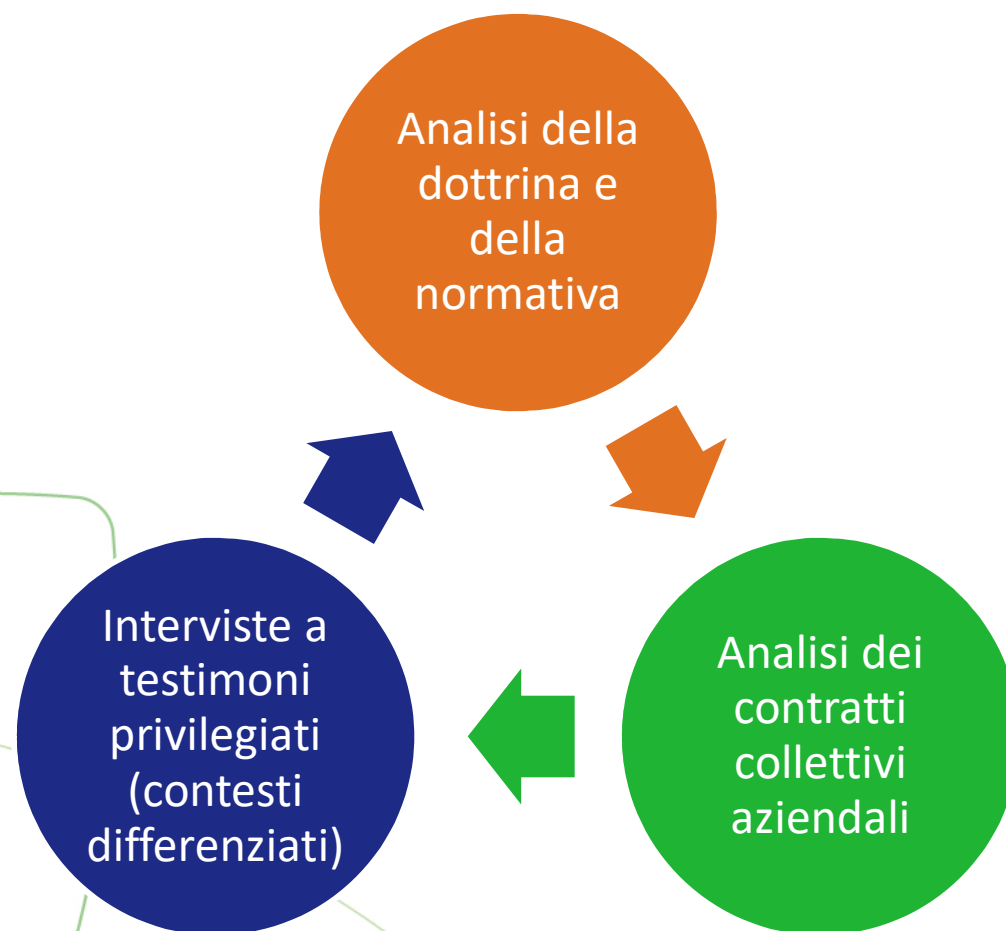 Analisi della
dottrina e
della
normativa
Analisi dei
contratti
collettivi
aziendali
Interviste a
testimoni
privilegiati
(contesti
differenziati)